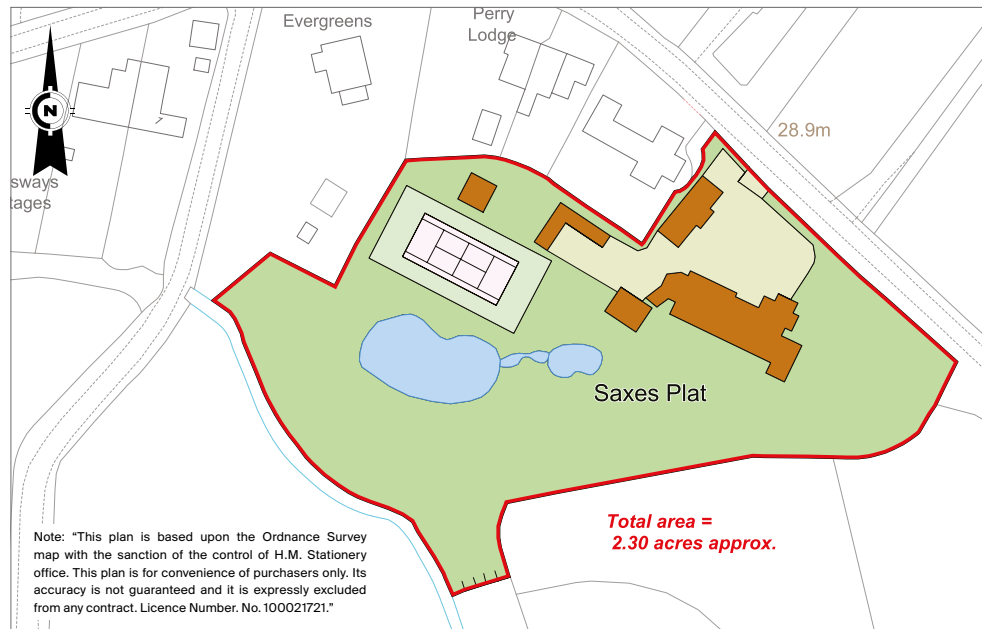 Evergreens
Perry
Lodge
N
28.9m
sways
tages
Saxes Plat
Total area =
2.30 acres approx.
Note: “This plan is based upon the Ordnance Survey
map with the sanction of the control of H.M. Stationery
office. This plan is for convenience of purchasers only. Its
accuracy is not guaranteed and it is expressly excluded
from any contract. Licence Number. No. 100021721.”